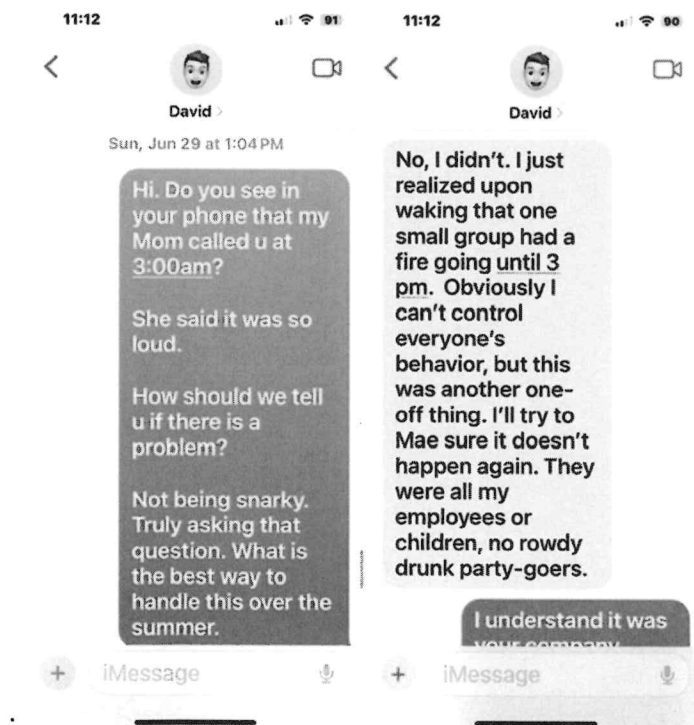 11:12
91
David >
Sun, Jun 29 at 1:04 PM
Hi. Do you see in
your phone that my
Mom called u at
3:00am?
She said it was so
loud.
How should we tell
u if there is a
problem?
Not being snarky.
Truly asking that
question. What is
the best way to
handle this over the
summer.
iMessage
11:12
90
David >
No, I didn't. I just
realized upon
waking that one
small group had a
fire going until 3
pm. Obviously I
can't control
everyone's
behavior, but this
was another one-
off thing. I'll try to
Mae sure it doesn't
happen again. They
were all my
employees or
children, no rowdy
drunk party-goers.
I understand it was
your company
iMessage